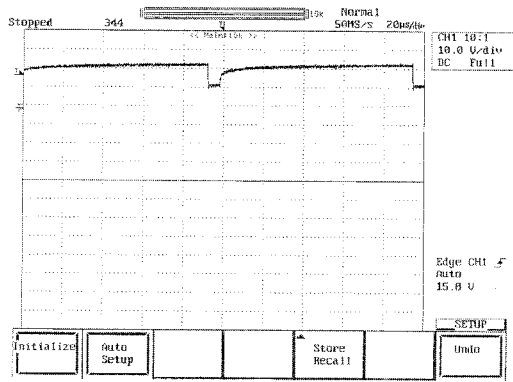 Stopped 344
10k
Normal
50MS/s 20µs/div
<< Main:10k >>
CH1 10:1
10.0 V/div
DC Full
Edge CH1
Auto
15.0 V
SETUP
Initialize
Auto
Setup
Store
Recall
Undo